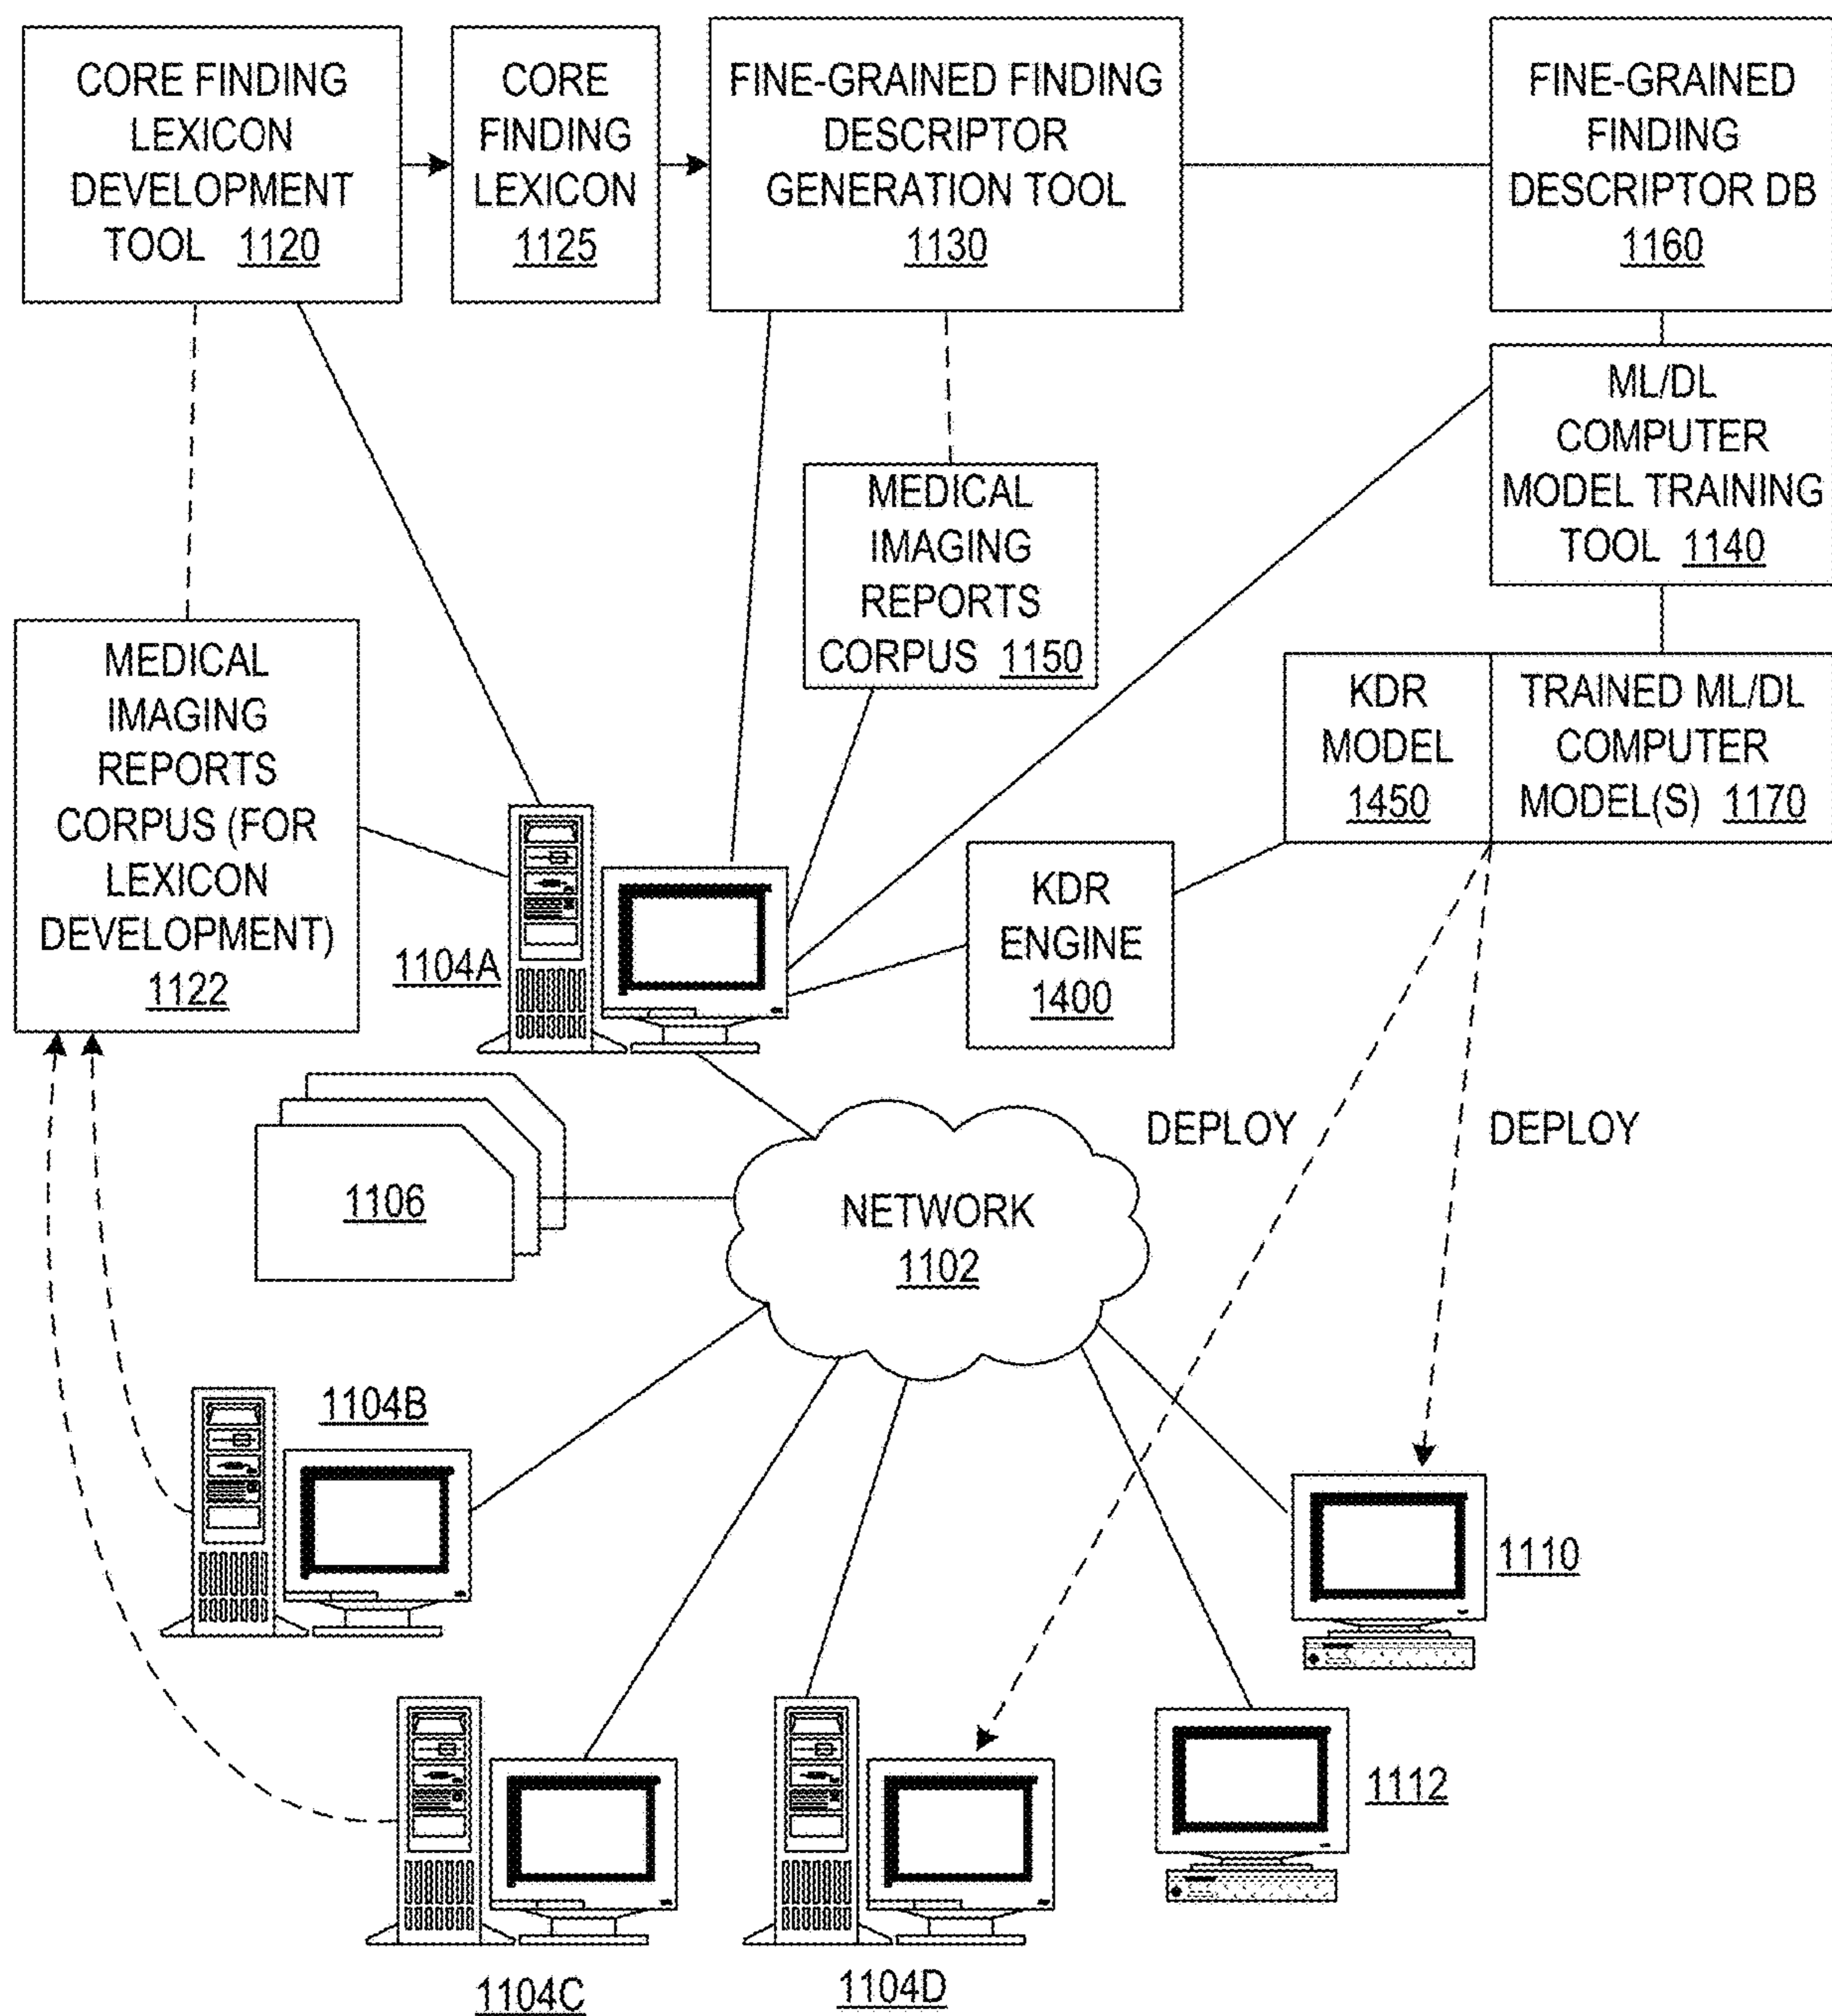 CORE FINDING
LEXICON
DEVELOPMENT
TOOL 1120
CORE
FINDING
LEXICON
1125
FINE-GRAINED FINDING
DESCRIPTOR
GENERATION TOOL
1130
FINE-GRAINED
FINDING
DESCRIPTOR DB
1160
ML/DL
COMPUTER
MODEL TRAINING
TOOL 1140
MEDICAL
IMAGING
REPORTS
CORPUS 1150
MEDICAL
IMAGING
REPORTS
CORPUS (FOR
LEXICON
DEVELOPMENT)
1122
KDR
MODEL
1450
TRAINED ML/DL
COMPUTER
MODEL(S) 1170
1104A
KDR
ENGINE
1400
DEPLOY
DEPLOY
1106
NETWORK
1102
1104B
1110
1112
1104C
1104D